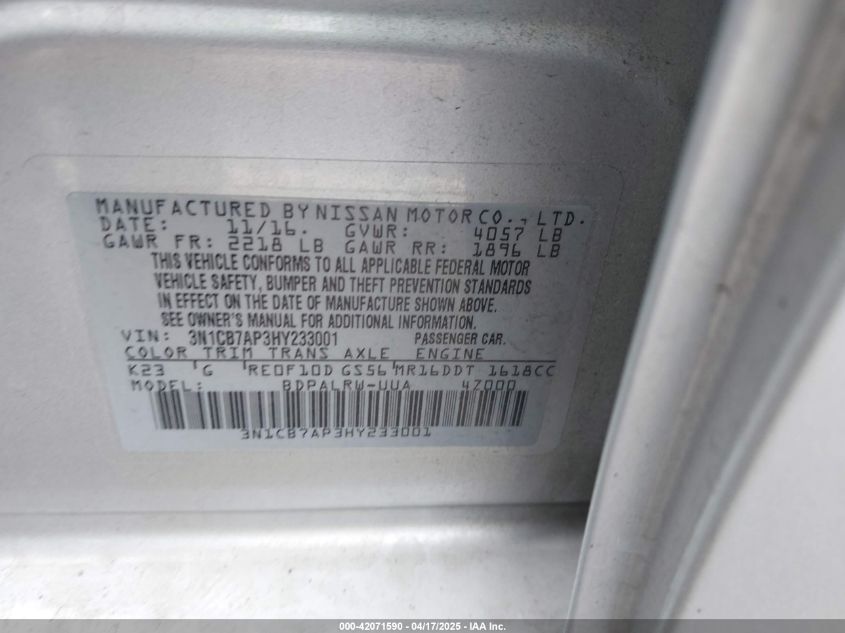 MANUFACTURED BY NISSAN MOTOR CO., LTD.
DATE: 11/16. GVWR: 4057 LB
GAWR FR: 2218 LB GAWR RR: 1896 LB
THIS VEHICLE CONFORMS TO ALL APPLICABLE FEDERAL MOTOR
VEHICLE SAFETY, BUMPER AND THEFT PREVENTION STANDARDS
IN EFFECT ON THE DATE OF MANUFACTURE SHOWN ABOVE.
SEE OWNER'S MANUAL FOR ADDITIONAL INFORMATION.
VIN: 3N1CB7AP3HY233001 PASSENGER CAR.
COLOR TRIM TRANS AXLE ENGINE
K23 G RE0F10D GS56 MR16DDT 1618CC
MODEL: BDPALRW-UUA 47000
3N1CB7AP3HY233001
000-42071590 - 04/17/2025 - IAA Inc.